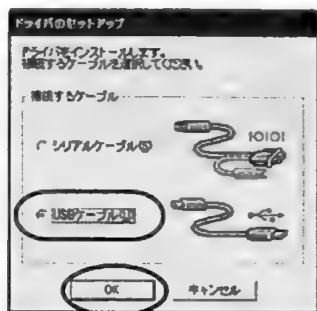 ドライバのセットアップ
ドライバをインストールします。
接続するケーブルを選択してください。
接続するケーブル
シリアルケーブル(S)
10101
USBケーブル(U)
OK
キャンセル